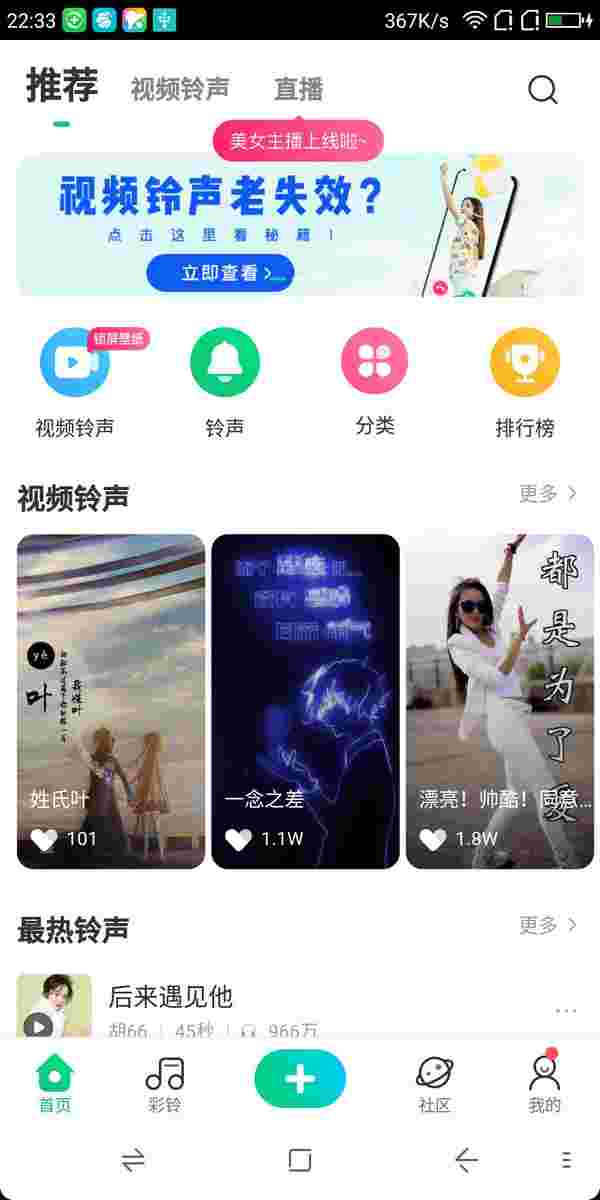 22:33
367K/s
推荐
视频铃声
直播
美女主播上线啦~
视频铃声老失效?
点击这里看秘籍!
立即查看
锁屏壁纸
视频铃声
铃声
分类
排行榜
视频铃声
更多
yè
叶
姓氏叶
101
一念之差
1.1W
都是为了爱
漂亮!帅酷!同意...
1.8W
最热铃声
更多
后来遇见他
胡66
45秒
966万
首页
彩铃
社区
我的